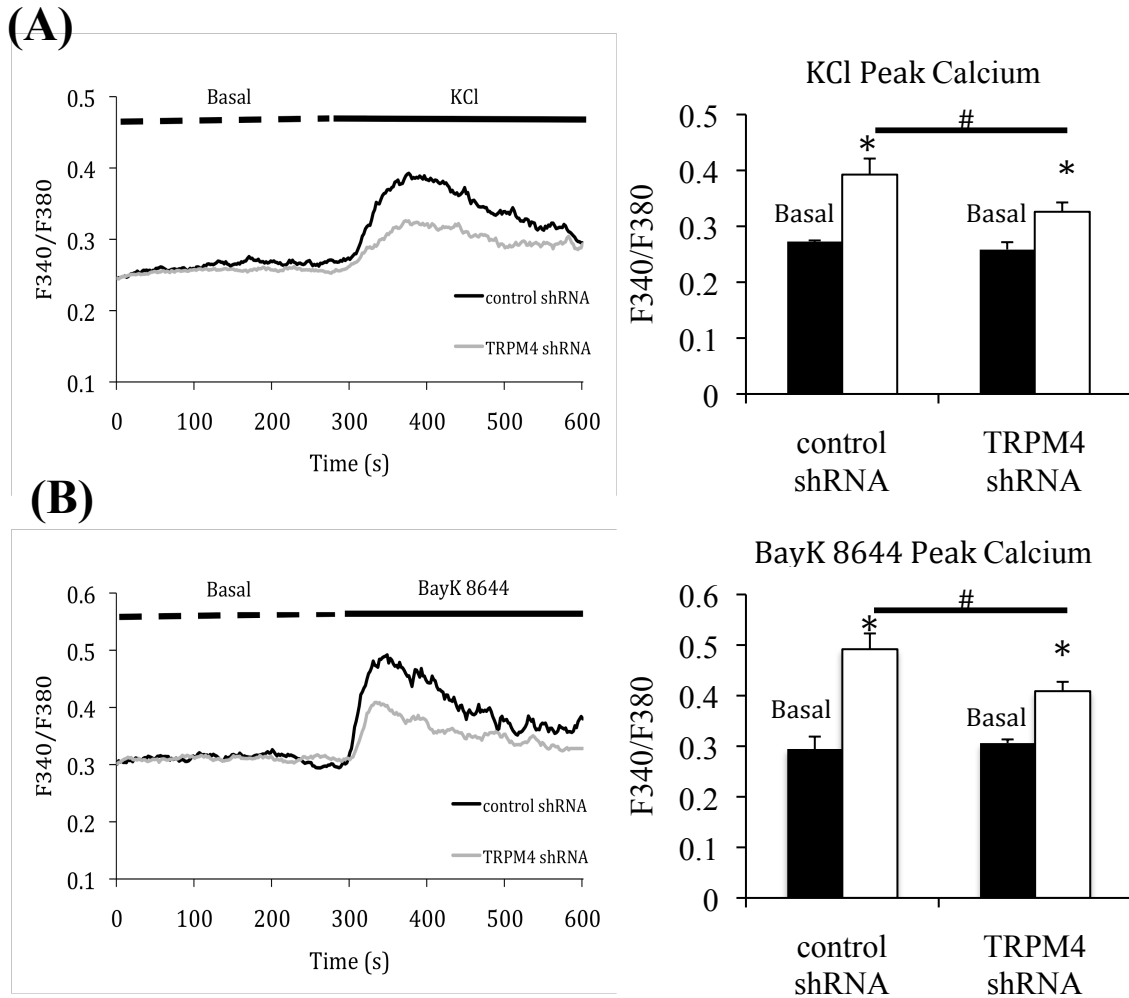 (A)
Basal KCl
0.5
0.4
0.3
0.2
0.1
F340/F380
control shRNA
TRPM4 shRNA
0 100 200 300 400 500 600
Time (s)
KCl Peak Calcium
#
0.5
0.4
0.3
0.2
0.1
0
F340/F380
* *
Basal Basal
control TRPM4
shRNA shRNA
(B)
Basal BayK 8644
0.6
0.5
0.4
0.3
0.2
0.1
F340/F380
control shRNA
TRPM4 shRNA
0 100 200 300 400 500 600
Time (s)
BayK 8644 Peak Calcium
#
0.6
0.5
0.4
0.3
0.2
0.1
0
F340/F380
* *
Basal Basal
control TRPM4
shRNA shRNA